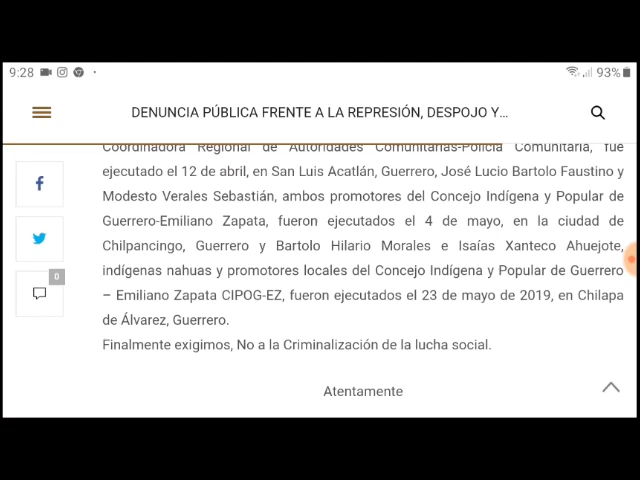 9:28
93%
DENUNCIA PÚBLICA FRENTE A LA REPRESIÓN, DESPOJO Y...
Coordinadora Regional de Autoridades Comunitarias-Policía Comunitaria, fue
ejecutado el 12 de abril, en San Luis Acatlán, Guerrero, José Lucio Bartolo Faustino y
Modesto Verales Sebastián, ambos promotores del Concejo Indígena y Popular de
Guerrero-Emiliano Zapata, fueron ejecutados el 4 de mayo, en la ciudad de
Chilpancingo, Guerrero y Bartolo Hilario Morales e Isaías Xanteco Ahuejote,
indígenas nahuas y promotores locales del Concejo Indígena y Popular de Guerrero
– Emiliano Zapata CIPOG-EZ, fueron ejecutados el 23 de mayo de 2019, en Chilapa
de Álvarez, Guerrero.
Finalmente exigimos, No a la Criminalización de la lucha social.
Atentamente
0